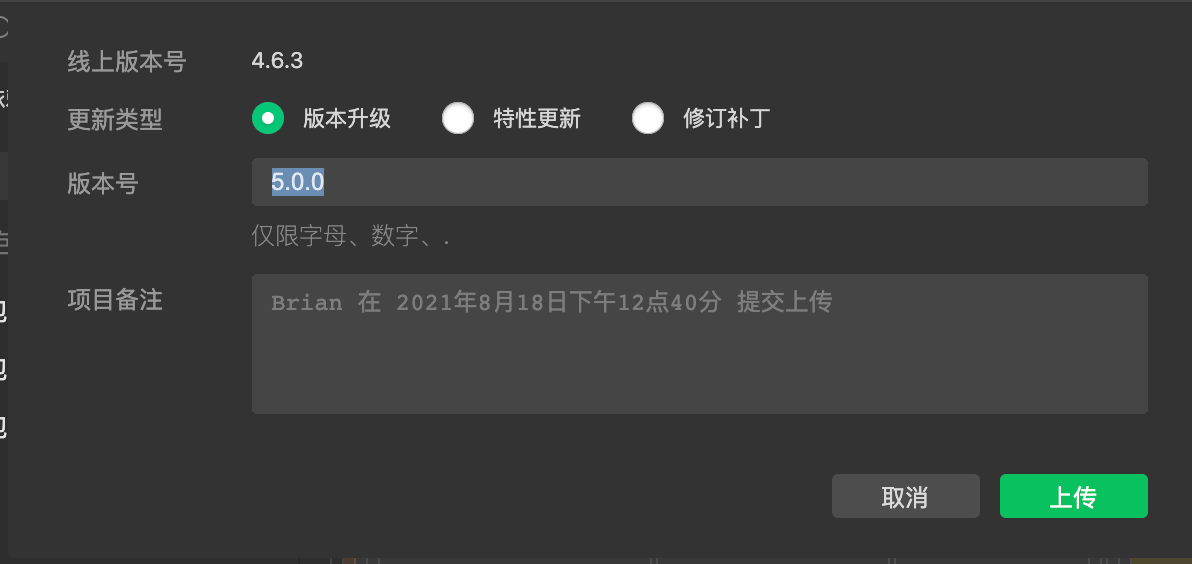 线上版本号 4.6.3
更新类型 版本升级 特性更新 修订补丁
版本号 5.0.0
仅限字母、数字、.
项目备注 Brian 在 2021年8月18日下午12点40分 提交上传
取消 上传